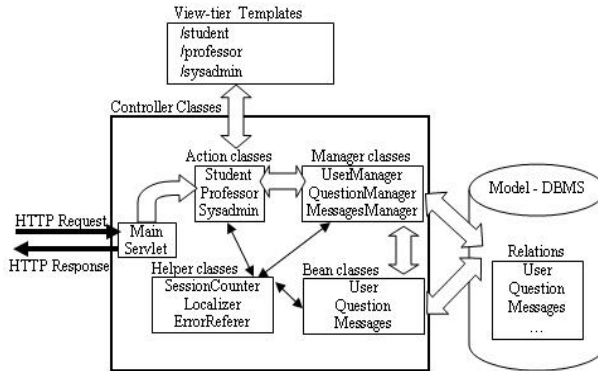 View-tier Templates
/student
/professor
/sysadmin
Controller Classes
Action classes
Student
Professor
Sysadmin
Manager classes
UserManager
QuestionManager
MessagesManager
Model - DBMS
HTTP Request
Main
Servlet
HTTP Response
Helper classes
SessionCounter
Localizer
ErrorReferer
Bean classes
User
Question
Messages
Relations
User
Question
Messages
...